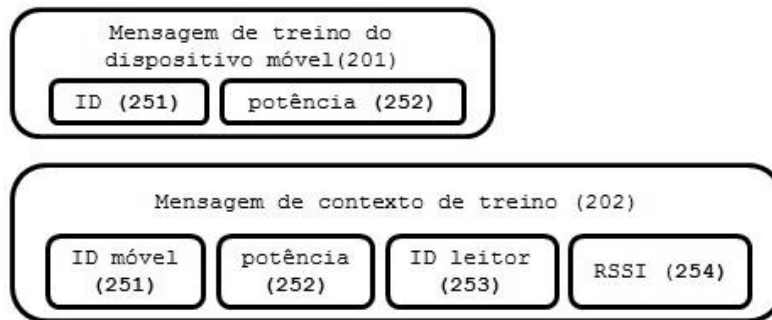 Mensagem de treino do
dispositivo móvel(201)
ID (251)
potência (252)
Mensagem de contexto de treino (202)
ID móvel
(251)
potência
(252)
ID leitor
(253)
RSSI (254)